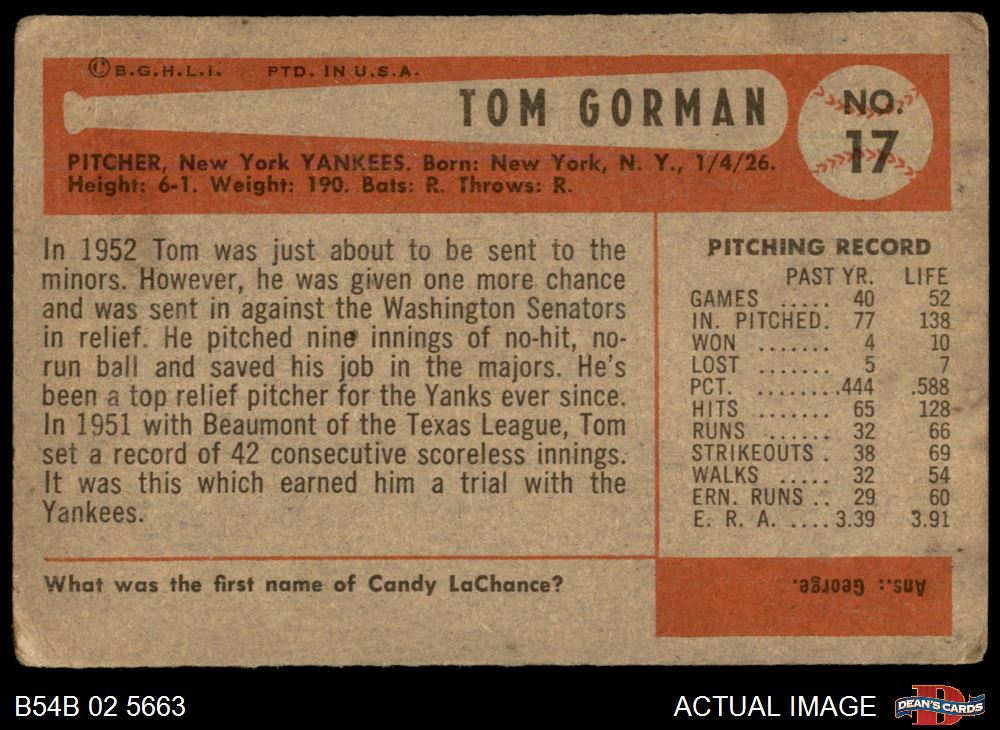 © B.G.H.L.I. PTD. IN U.S.A.
TOM GORMAN
NO.
17
PITCHER, New York YANKEES. Born: New York, N. Y., 1/4/26.
Height: 6-1. Weight: 190. Bats: R. Throws: R.
In 1952 Tom was just about to be sent to the
minors. However, he was given one more chance
and was sent in against the Washington Senators
in relief. He pitched nine innings of no-hit, no-
run ball and saved his job in the majors. He's
been a top relief pitcher for the Yanks ever since.
In 1951 with Beaumont of the Texas League, Tom
set a record of 42 consecutive scoreless innings.
It was this which earned him a trial with the
Yankees.
PITCHING RECORD
PAST YR. LIFE
GAMES ..... 40 52
IN. PITCHED. 77 138
WON ....... 4 10
LOST ....... 5 7
PCT. ........444 .588
HITS ....... 65 128
RUNS ...... 32 66
STRIKEOUTS . 38 69
WALKS ..... 32 54
ERN. RUNS .. 29 60
E. R. A. ....3.39 3.91
What was the first name of Candy LaChance?
Ans.: George.
B54B 02 5663
ACTUAL IMAGE
D
DEAN'S CARDS